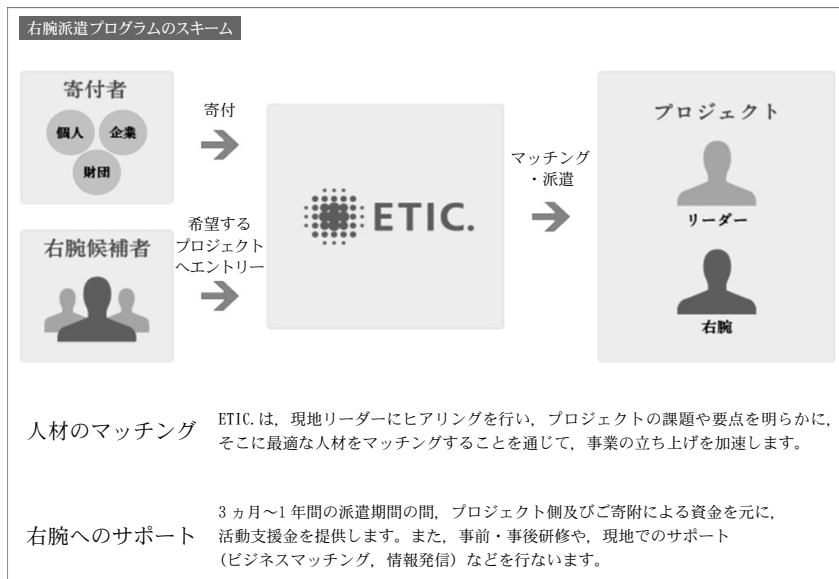 右腕派遣プログラムのスキーム
寄付者
個人
企業
財団
寄付
右腕候補者
希望する
プロジェクト
へエントリー
ETIC.
マッチング
・派遣
プロジェクト
リーダー
右腕
人材のマッチング
ETIC.は，現地リーダーにヒアリングを行い，プロジェクトの課題や要点を明らかに，
そこに最適な人材をマッチングすることを通じて，事業の立ち上げを加速します。
右腕へのサポート
3ヵ月～1年間の派遣期間の間，プロジェクト側及びご寄附による資金を元に，
活動支援金を提供します。また，事前・事後研修や，現地でのサポート
(ビジネスマッチング，情報発信）などを行ないます。